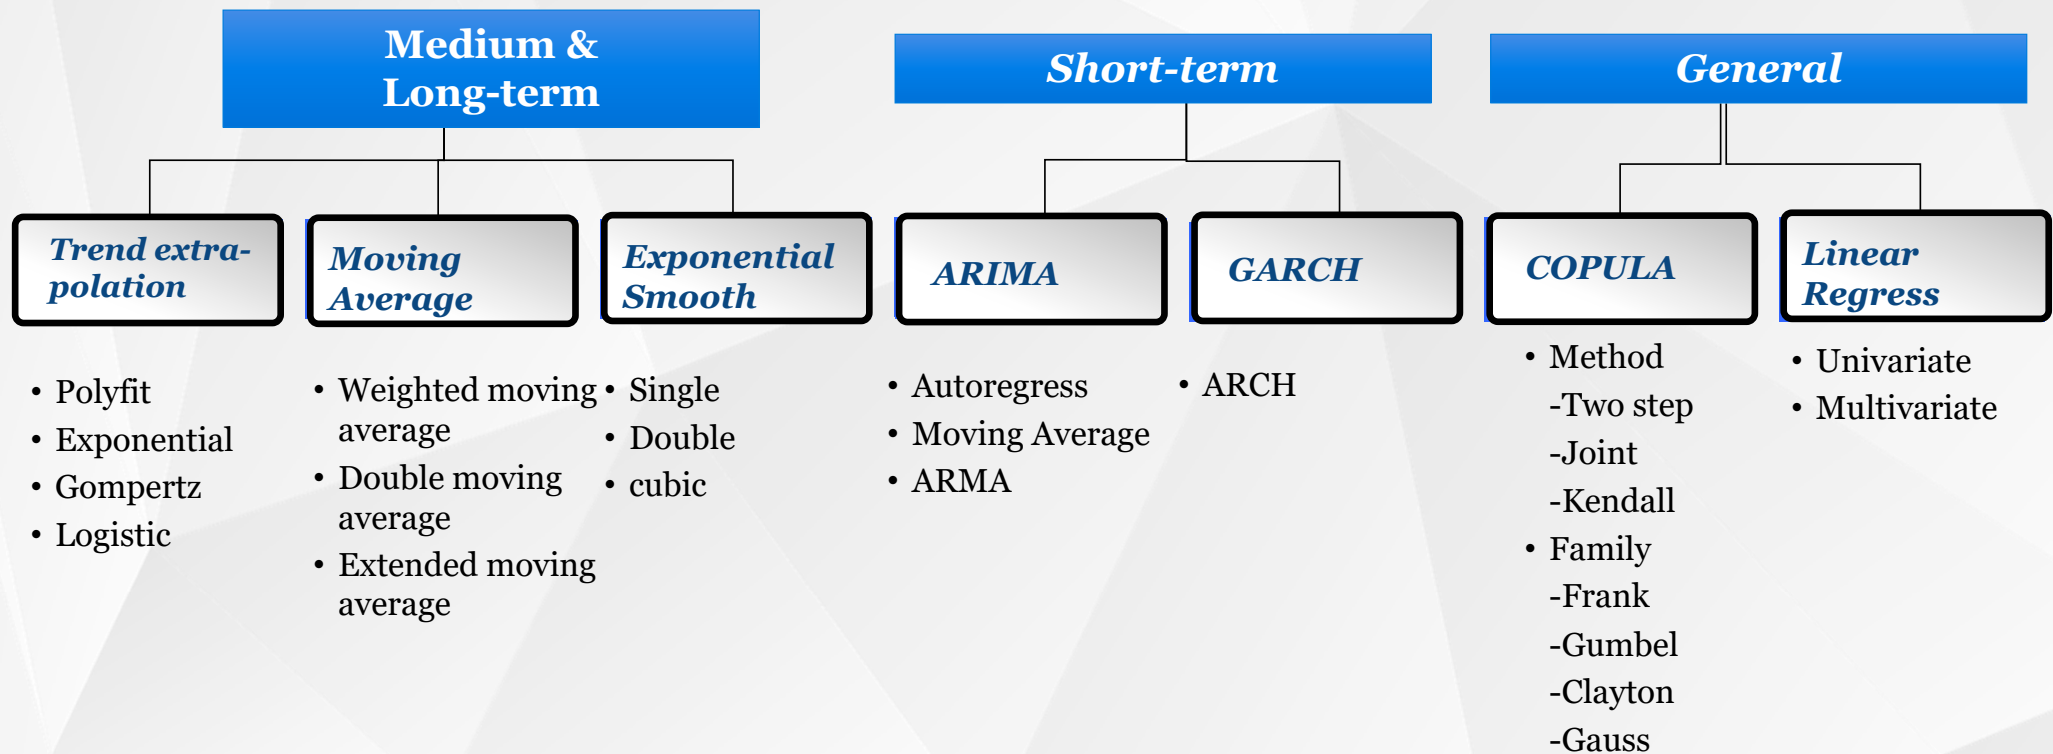 Medium &
Long-term
Short-term
General
Trend extra-
polation
Moving
Average
Exponential
Smooth
ARIMA
GARCH
COPULA
Linear
Regress
• Polyfit
• Exponential
• Gompertz
• Logistic
• Weighted moving
average
• Double moving
average
• Extended moving
average
• Single
• Double
• cubic
• Autoregress
• Moving Average
• ARMA
• ARCH
• Method
-Two step
-Joint
-Kendall
• Family
-Frank
-Gumbel
-Clayton
-Gauss
• Univariate
• Multivariate